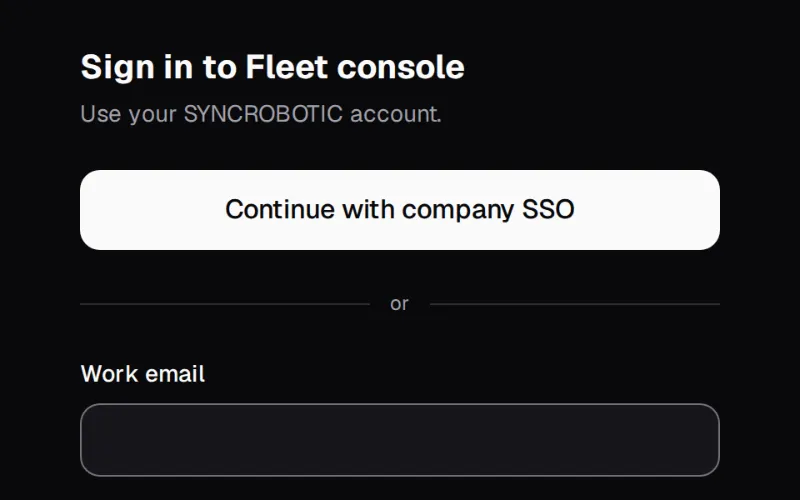 Sign in to Fleet console
Use your SYNCROBOTIC account.
Continue with company SSO
or
Work email